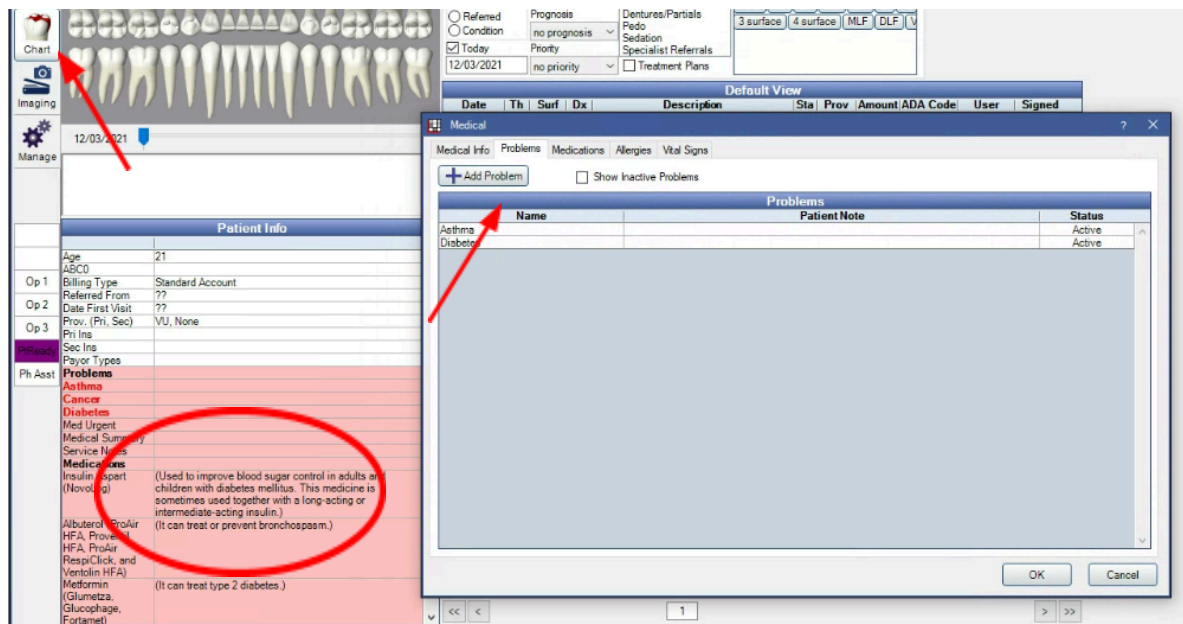 Chart
Imaging
Manage
12/03/2021
Referred
Condition
Today
12/03/2021
Prognosis
no prognosis
Priority
no priority
Dentures/Partials
Pedo
Sedation
Specialist Referrals
Treatment Plans
3 surface 4 surface MLF DLF V
Default View
Date Th Surf Dx Description Sta Prov Amount ADA Code User Signed
Medical ? X
Medical Info Problems Medications Allergies Vital Signs
Add Problem Show Inactive Problems
Problems
Name Patient Note Status
Asthma Active
Diabetes Active
OK Cancel
<< < 1 > >>
Op 1
Op 2
Op 3
PtReady
Ph Asst
Patient Info
Age 21
ABC0
Billing Type Standard Account
Referred From ??
Date First Visit ??
Prov. (Pri, Sec) VU, None
Pri Ins
Sec Ins
Payor Types
Problems
Asthma
Cancer
Diabetes
Med Urgent
Medical Summary
Service Notes
Medications
Insulin Aspart (Used to improve blood sugar control in adults and
(NovoLog) children with diabetes mellitus. This medicine is
sometimes used together with a long-acting or
intermediate-acting insulin.)
Albuterol (ProAir (It can treat or prevent bronchospasm.)
HFA, Proventil
HFA, ProAir
RespiClick, and
Ventolin HFA)
Metformin (It can treat type 2 diabetes.)
(Glumetza,
Glucophage,
Fortamet)